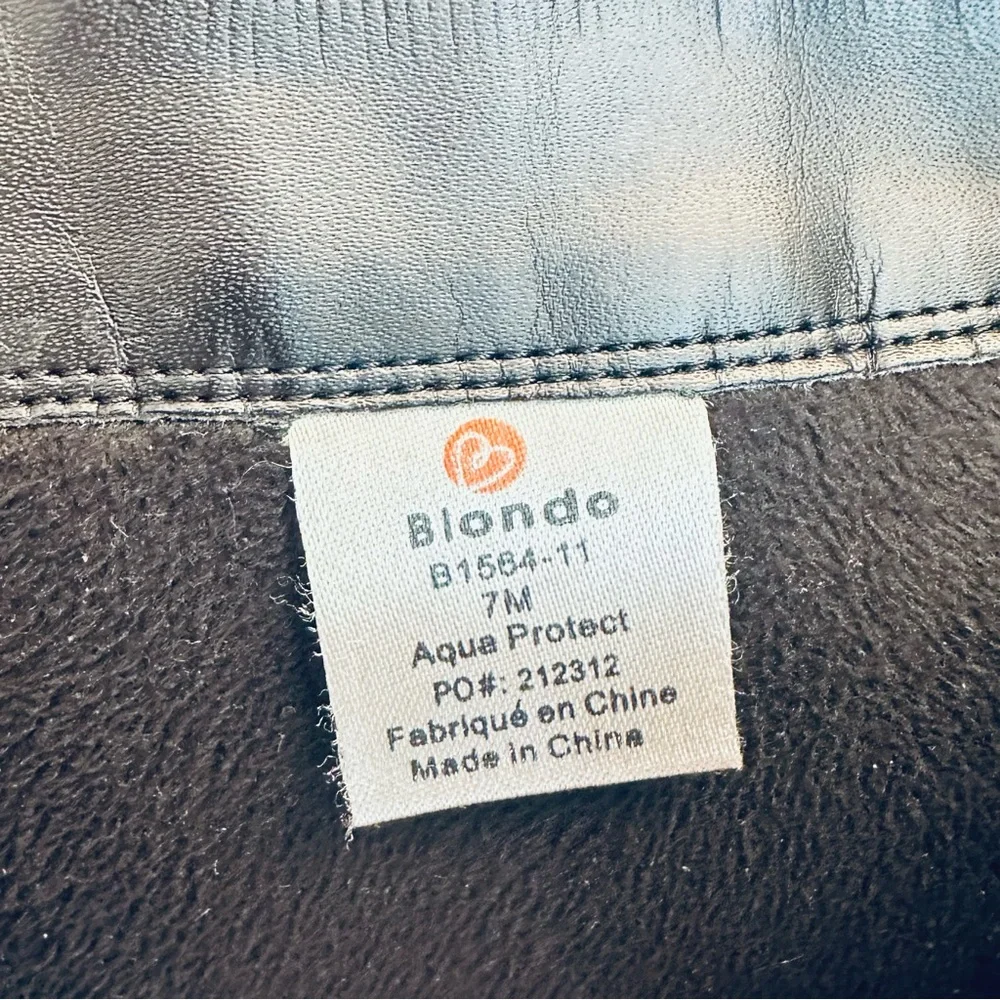 Blondo
B1564-11
7M
Aqua Protect
PO#: 212312
Fabriqué en Chine
Made in China